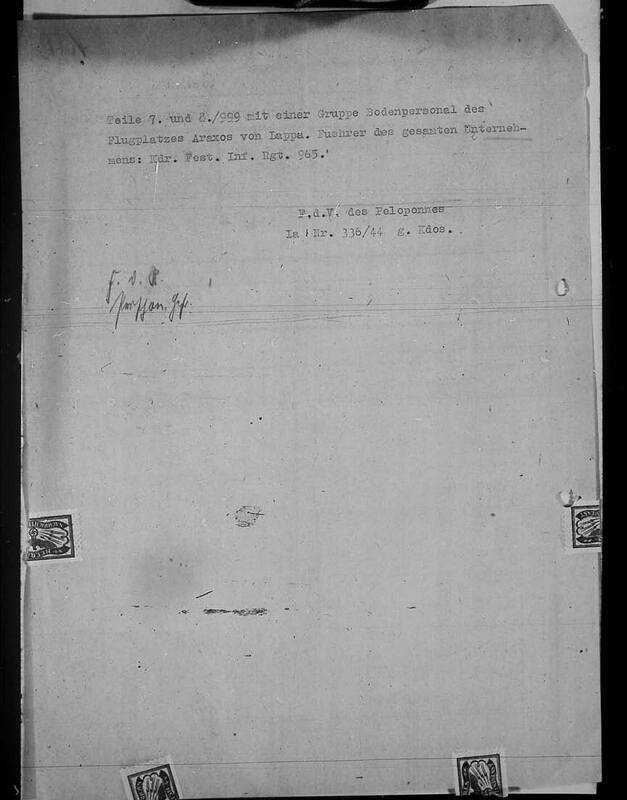 Teile 7. und 8./999 mit einer Gruppe Bodenpersonal des
Flugplatzes Araxos von Lappa. Fuehrer des gesamten Unterneh-
mens: Kdr. Fest. Inf. Rgt. 965.
F.d.V. des Peloponnes
Ia Nr. 336/44 g. Kdos.
F. d. R.